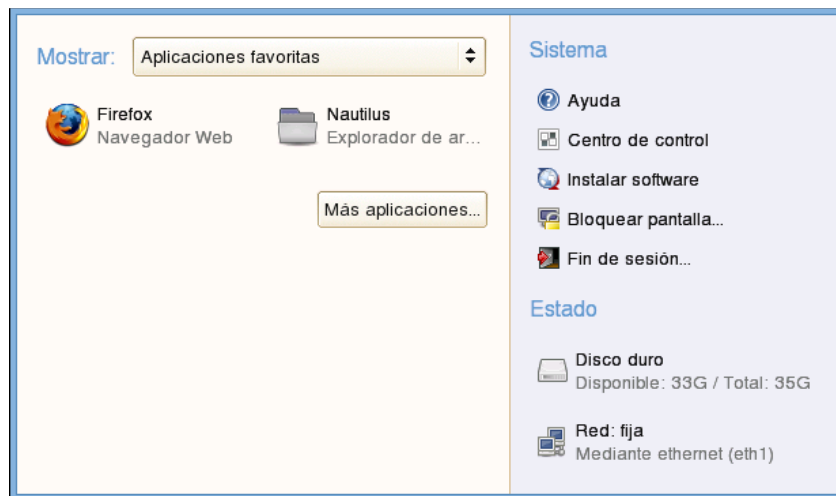 Mostrar: Aplicaciones favoritas
Firefox
Navegador Web
Nautilus
Explorador de ar...
Más aplicaciones...
Sistema
Ayuda
Centro de control
Instalar software
Bloquear pantalla...
Fin de sesión...
Estado
Disco duro
Disponible: 33G / Total: 35G
Red: fija
Mediante ethernet (eth1)